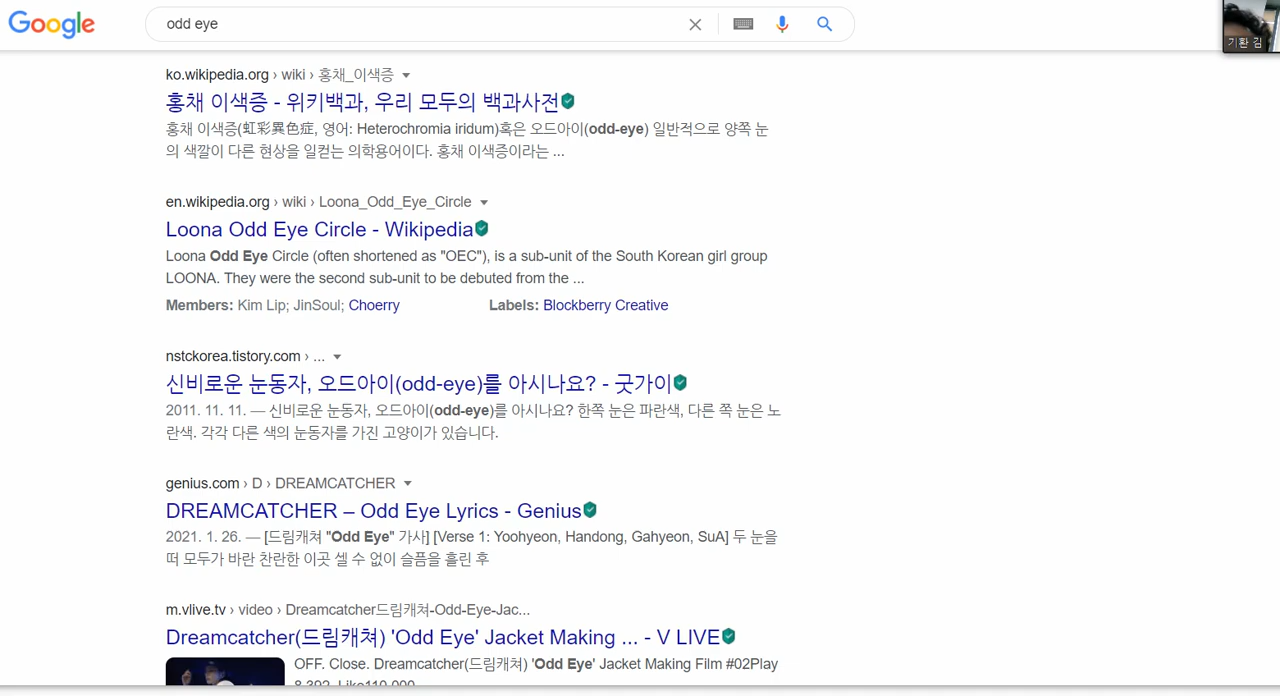 Google
odd eye
기환 김
ko.wikipedia.org › wiki › 홍채_이색증
홍채 이색증 - 위키백과, 우리 모두의 백과사전
홍채 이색증(虹彩異色症, 영어: Heterochromia iridum)혹은 오드아이(odd-eye) 일반적으로 양쪽 눈
의 색깔이 다른 현상을 일컫는 의학용어이다. 홍채 이색증이라는 ...
en.wikipedia.org › wiki › Loona_Odd_Eye_Circle
Loona Odd Eye Circle - Wikipedia
Loona Odd Eye Circle (often shortened as "OEC"), is a sub-unit of the South Korean girl group
LOONA. They were the second sub-unit to be debuted from the ...
Members: Kim Lip; JinSoul; Choerry Labels: Blockberry Creative
nstckorea.tistory.com › ...
신비로운 눈동자, 오드아이(odd-eye)를 아시나요? - 굿가이
2011. 11. 11. — 신비로운 눈동자, 오드아이(odd-eye)를 아시나요? 한쪽 눈은 파란색, 다른 쪽 눈은 노
란색. 각각 다른 색의 눈동자를 가진 고양이가 있습니다.
genius.com › D › DREAMCATCHER
DREAMCATCHER – Odd Eye Lyrics - Genius
2021. 1. 26. — [드림캐쳐 "Odd Eye" 가사] [Verse 1: Yoohyeon, Handong, Gahyeon, SuA] 두 눈을
떠 모두가 바란 찬란한 이곳 셀 수 없이 슬픔을 흘린 후
m.vlive.tv › video › Dreamcatcher드림캐쳐-Odd-Eye-Jac...
Dreamcatcher(드림캐쳐) 'Odd Eye' Jacket Making ... - V LIVE
OFF. Close. Dreamcatcher(드림캐쳐) 'Odd Eye' Jacket Making Film #02Play